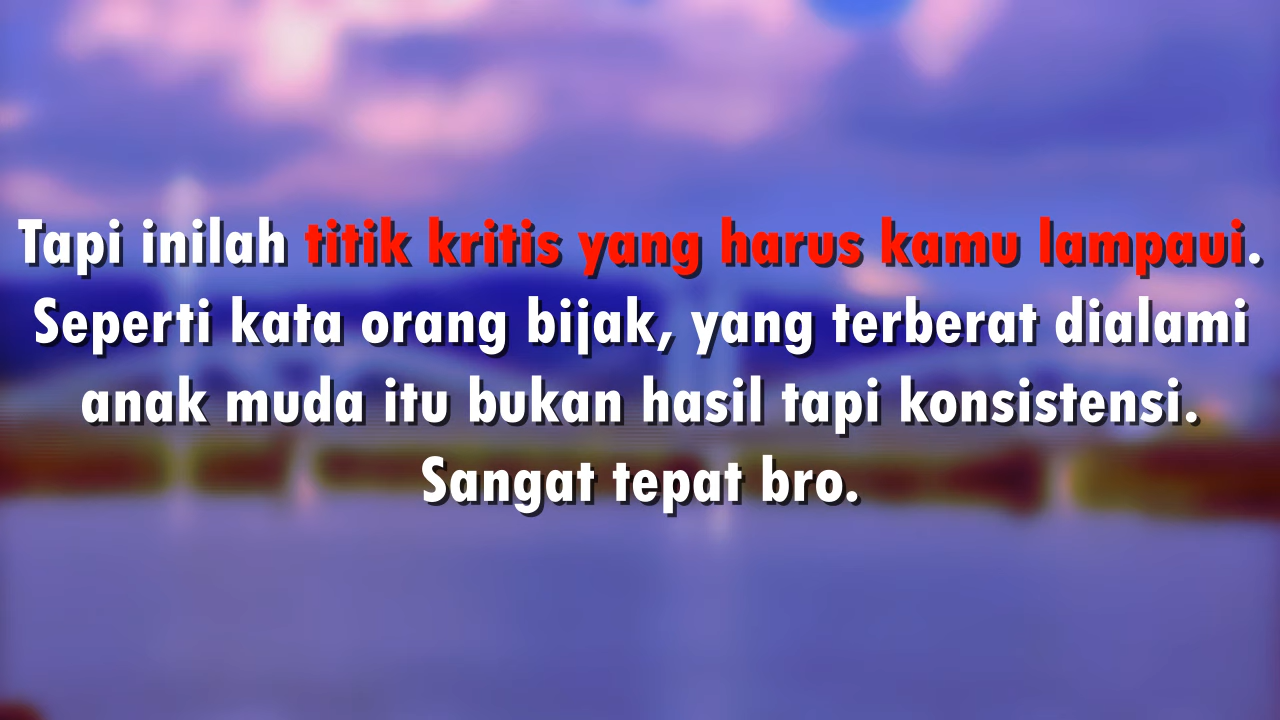 Tapi inilah titik kritis yang harus kamu lampaui.
Seperti kata orang bijak, yang terberat dialami
anak muda itu bukan hasil tapi konsistensi.
Sangat tepat bro.